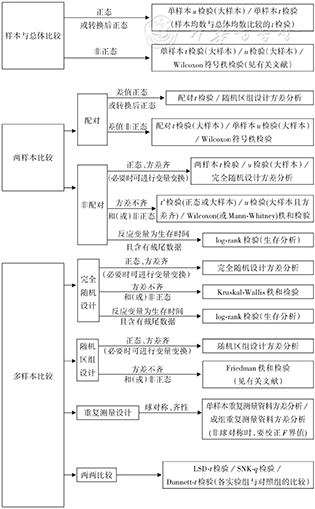 样本与总体比较
正态
或转换后正态
单样本u检验(大样本)/单样本t检验
(样本均数与总体均数比较的t检验)
非正态
单样本t检验(大样本)/u检验(大样本)/
Wilcoxon符号秩检验(见有关文献)
两样本比较
配对
差值正态
或转换后正态
配对t检验/随机区组设计方差分析
差值非正态
配对t检验(大样本)/单样本u检验(大样本)
/Wilcoxon符号秩检验
非配对
正态、方差齐
(必要时可进行变量变换)
两样本t检验/u检验(大样本)/
完全随机设计方差分析
方差不齐
和(或)非正态
t'检验(正态或大样本)/u检验(大样本且方
差齐)/Wilcoxon(或Mann-Whitney)秩和检验
反应变量为生存时间
且含有截尾数据
log-rank检验(生存分析)
多样本比较
完全
随机
设计
正态、方差齐
(必要时可进行变量变换)
完全随机设计方差分析
方差不齐
和(或)非正态
Kruskal-Wallis秩和检验
反应变量为生存时间
且含有截尾数据
log-rank检验(生存分析)
随机
区组
设计
正态、方差齐
(必要时可进行变量变换)
随机区组设计方差分析
方差不齐
和(或)非正态
Friedman秩和检验
(见有关文献)
重复测量设计
球对称、齐性
单样本重复测量资料方差分析/
成组重复测量资料方差分析
(非球对称时,要校正F界值)
两两比较
LSD-t检验/SNK-q检验/
Dunnett-t检验(各实验组与对照组的比较)